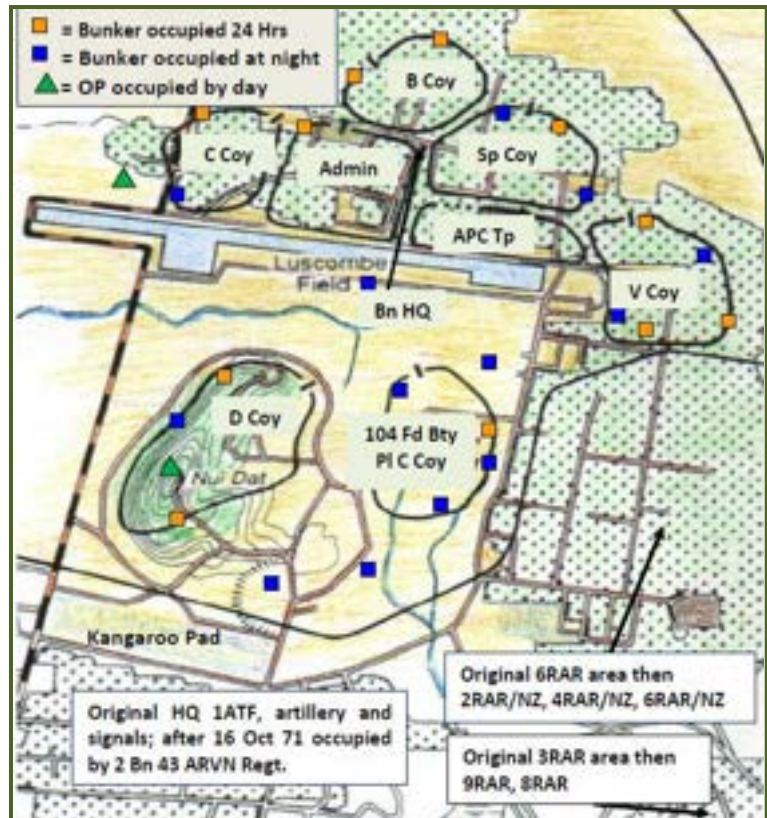 = Bunker occupied 24 Hrs
= Bunker occupied at night
= OP occupied by day
B Coy
C Coy
Admin
Sp Coy
APC Tp
Luscombe
Field
V Coy
Bn HQ
D Coy
104 Fd Bty
Pl C Coy
Nui Dat
Kangaroo Pad
Original 6RAR area then
2RAR/NZ, 4RAR/NZ, 6RAR/NZ
Original HQ 1ATF, artillery and
signals; after 16 Oct 71 occupied
by 2 Bn 43 ARVN Regt.
Original 3RAR area then
9RAR, 8RAR